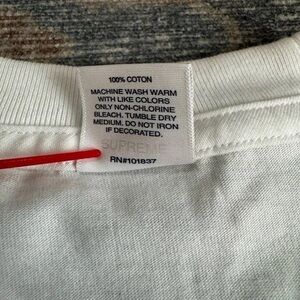 100% COTON
MACHINE WASH WARM
WITH LIKE COLORS
ONLY NON-CHLORINE
BLEACH. TUMBLE DRY
MEDIUM. DO NOT IRON
IF DECORATED.
SUPREME
RN#101837